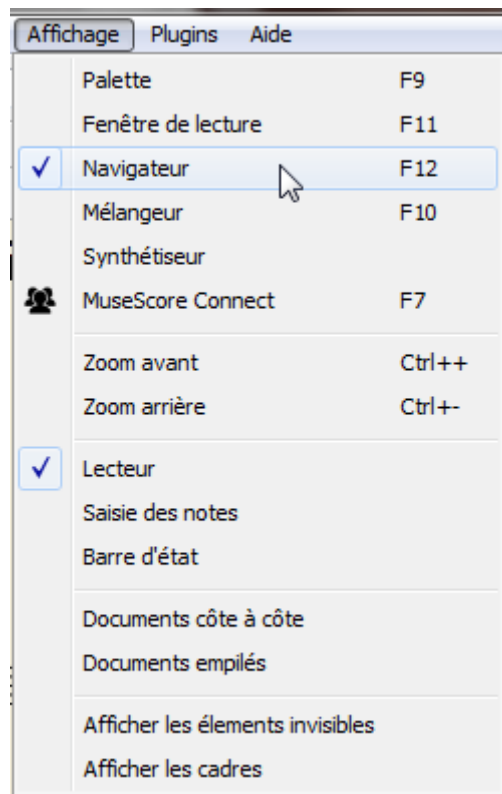 Affichage Plugins Aide
Palette F9
Fenêtre de lecture F11
Navigateur F12
Mélangeur F10
Synthétiseur
MuseScore Connect F7
Zoom avant Ctrl++
Zoom arrière Ctrl+-
Lecteur
Saisie des notes
Barre d'état
Documents côte à côte
Documents empilés
Afficher les élements invisibles
Afficher les cadres